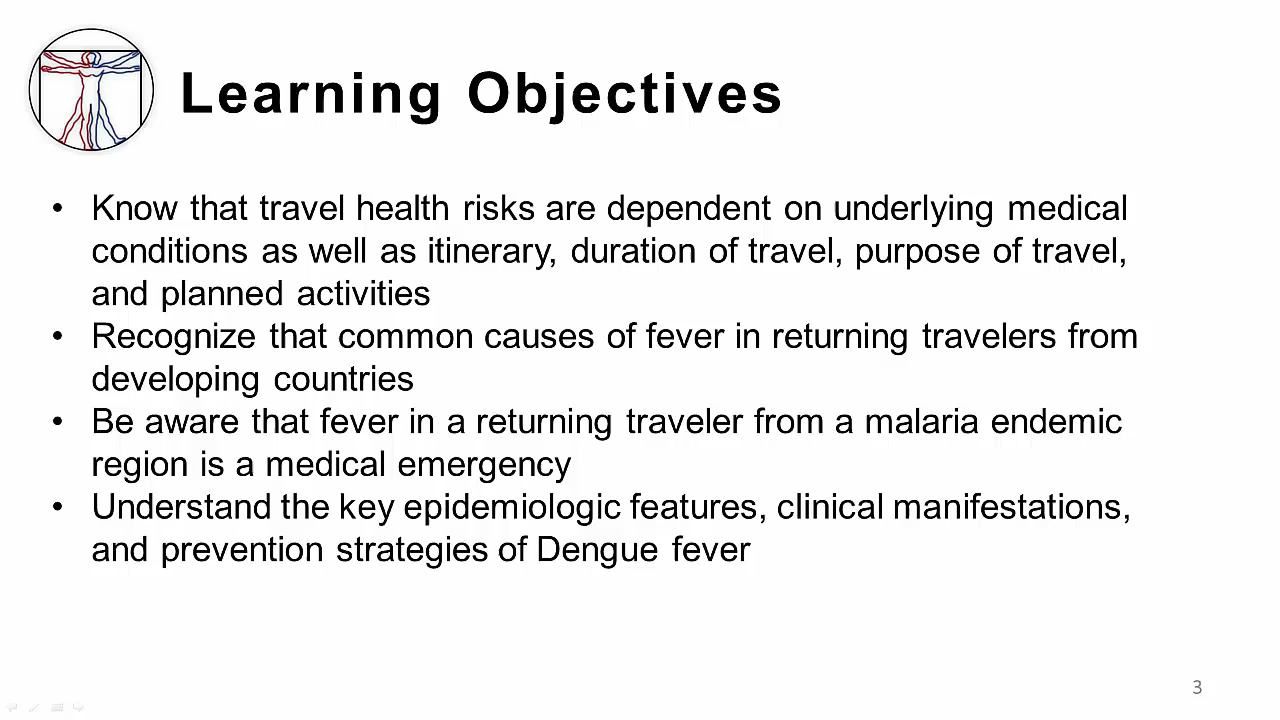 Learning Objectives
• Know that travel health risks are dependent on underlying medical
conditions as well as itinerary, duration of travel, purpose of travel,
and planned activities
• Recognize that common causes of fever in returning travelers from
developing countries
• Be aware that fever in a returning traveler from a malaria endemic
region is a medical emergency
• Understand the key epidemiologic features, clinical manifestations,
and prevention strategies of Dengue fever
3